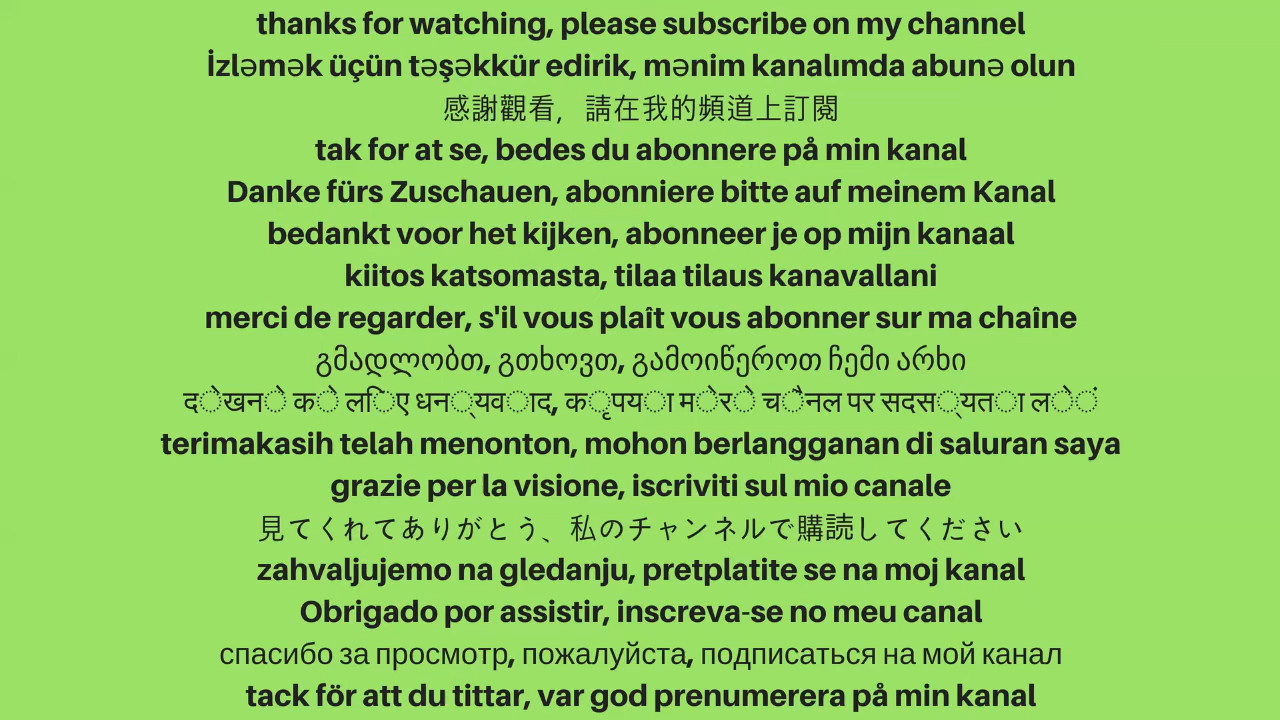 thanks for watching, please subscribe on my channel
İzləmək üçün təşəkkür edirik, mənim kanalımda abunə olun
感謝觀看，請在我的頻道上訂閱
tak for at se, bedes du abonnere på min kanal
Danke fürs Zuschauen, abonniere bitte auf meinem Kanal
bedankt voor het kijken, abonneer je op mijn kanaal
kiitos katsomasta, tilaa tilaus kanavallani
merci de regarder, s'il vous plaît vous abonner sur ma chaîne
გმადლობთ, გთხოვთ, გამოიწეროთ ჩემი არხი
देखने के लिए धन्यवाद, कृपया मेरे चैनल पर सदस्यता लें
terimakasih telah menonton, mohon berlangganan di saluran saya
grazie per la visione, iscriviti sul mio canale
見てくれてありがとう、私のチャンネルで購読してください
zahvaljujemo na gledanju, pretplatite se na moj kanal
Obrigado por assistir, inscreva-se no meu canal
спасибо за просмотр, пожалуйста, подписаться на мой канал
tack för att du tittar, var god prenumerera på min kanal